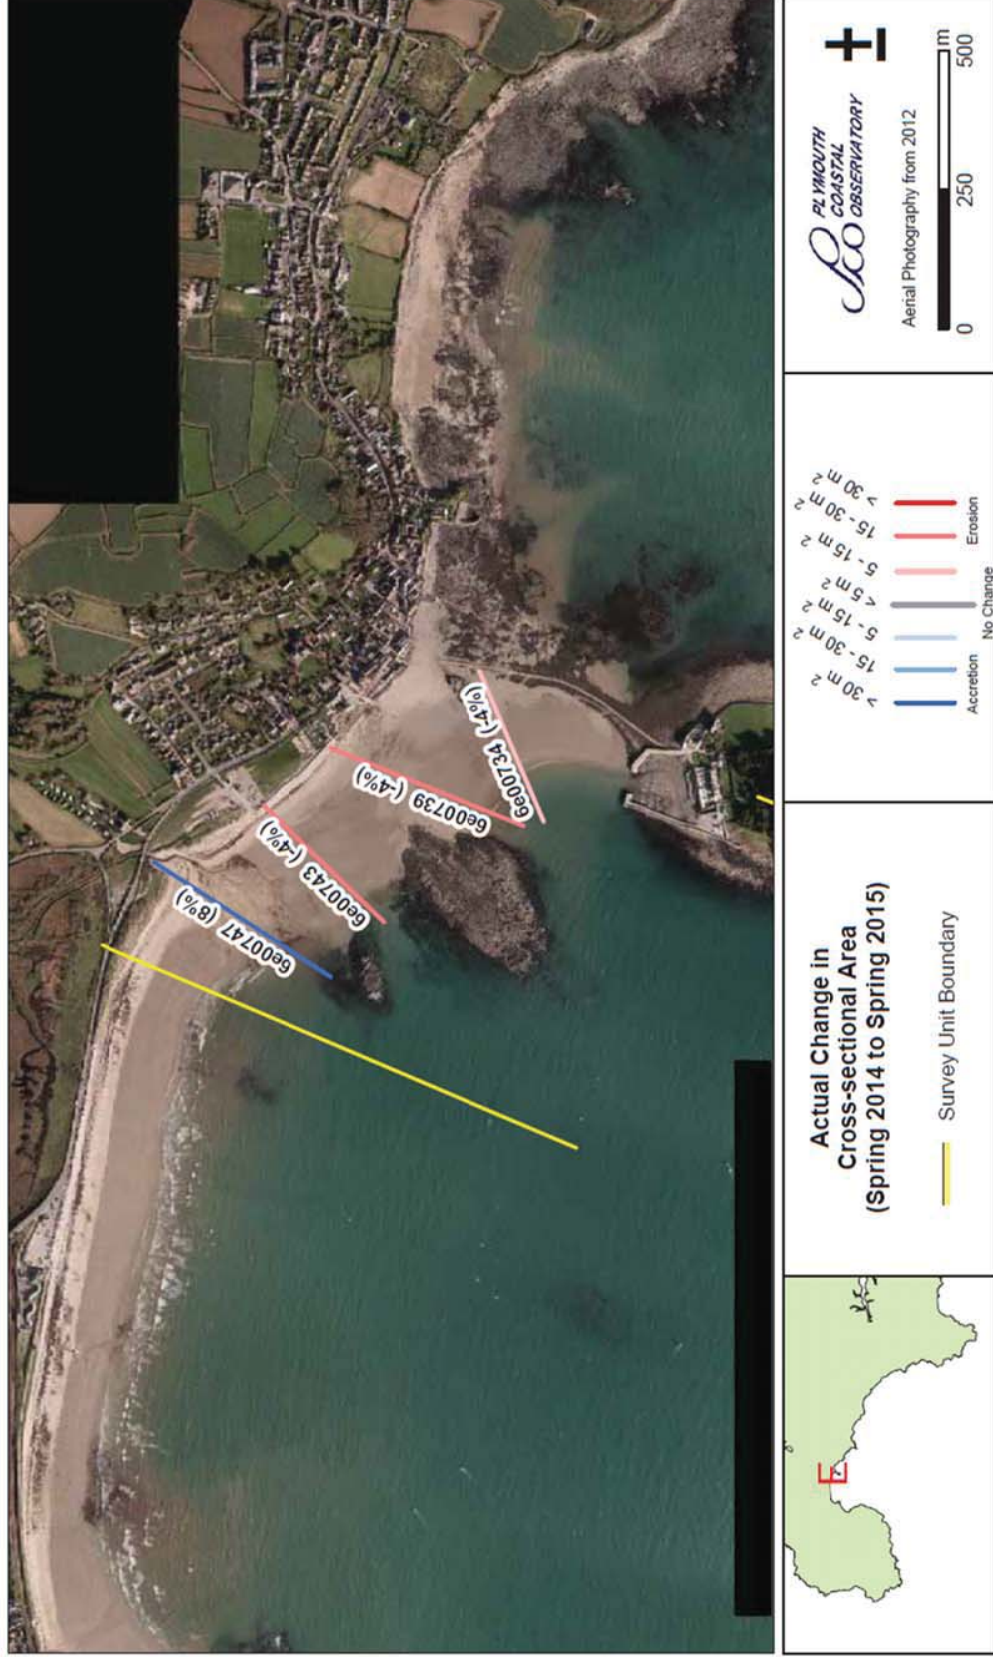 6e00747 (8%)
6e00743 (-4%)
6e00739 (-4%)
6e00734 (-4%)
Actual Change in
Cross-sectional Area
(Spring 2014 to Spring 2015)
Survey Unit Boundary
> 30 m²
15 - 30 m²
5 - 15 m²
< 5 m²
5 - 15 m²
15 - 30 m²
> 30 m²
Accretion
No Change
Erosion
PCO PLYMOUTH
COASTAL
OBSERVATORY
Aerial Photography from 2012
0 250 500 m